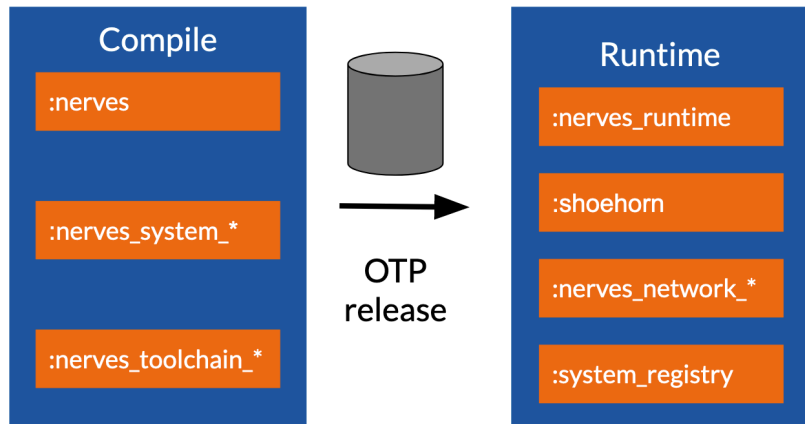 Compile
:nerves
:nerves_system_*
:nerves_toolchain_*
OTP
release
Runtime
:nerves_runtime
:shoehorn
:nerves_network_*
:system_registry